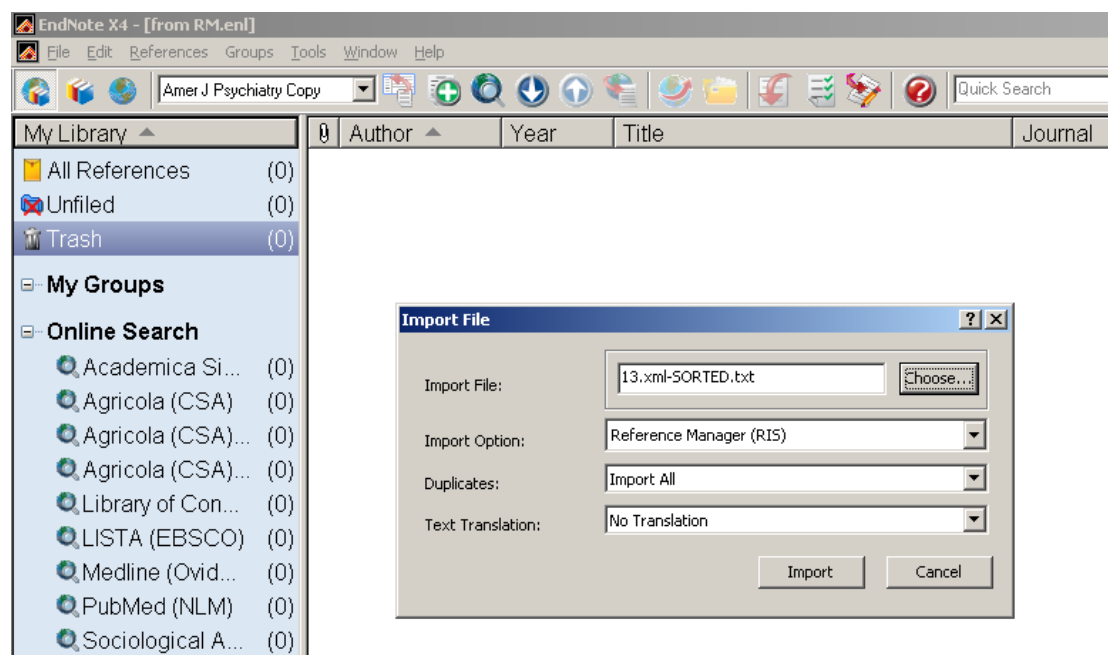 EndNote X4 - [from RM.enl]
File Edit References Groups Tools Window Help
Amer J Psychiatry Copy
Quick Search
My Library
Author Year Title Journal
All References (0)
Unfiled (0)
Trash (0)
My Groups
Online Search
Academica Si... (0)
Agricola (CSA) (0)
Agricola (CSA)... (0)
Agricola (CSA)... (0)
Library of Con... (0)
LISTA (EBSCO) (0)
Medline (Ovid... (0)
PubMed (NLM) (0)
Sociological A... (0)
Import File
Import File: 13.xml-SORTED.txt Choose...
Import Option: Reference Manager (RIS)
Duplicates: Import All
Text Translation: No Translation
Import Cancel